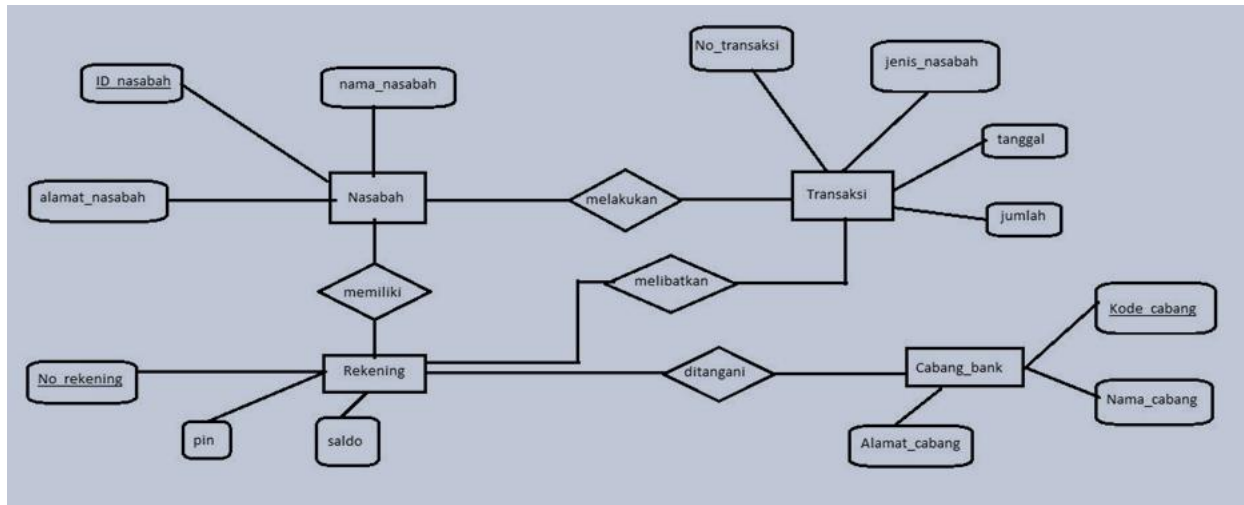 No_transaksi
jenis_nasabah
ID_nasabah
nama_nasabah
tanggal
alamat_nasabah
Nasabah
melakukan
Transaksi
jumlah
memiliki
melibatkan
Kode_cabang
No_rekening
Rekening
ditangani
Cabang_bank
Nama_cabang
pin
saldo
Alamat_cabang